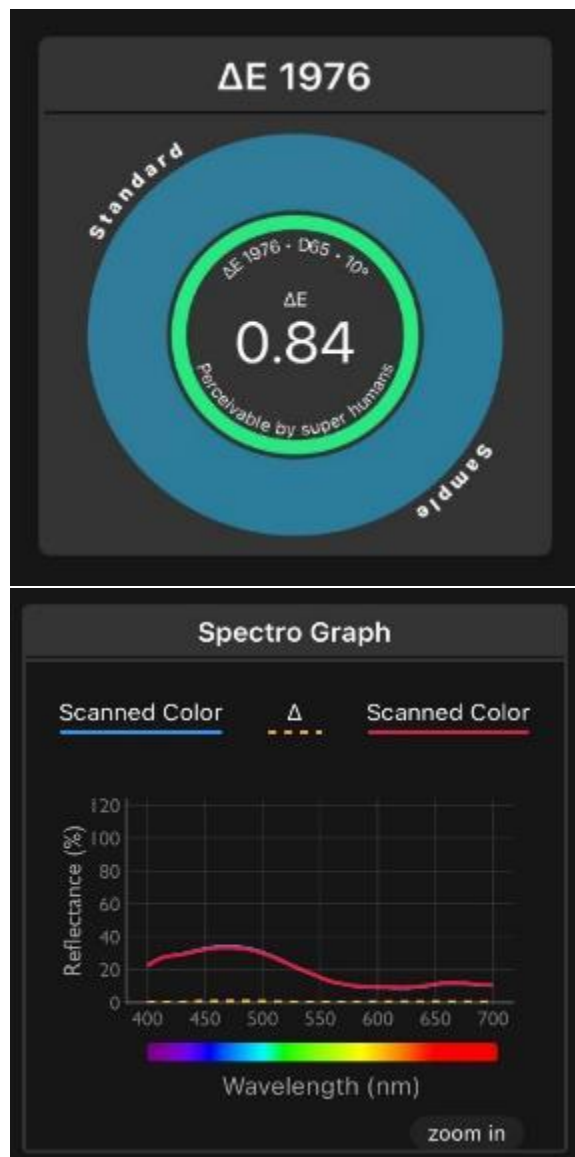 ΔE 1976
Standard
ΔE 1976 • D65 • 10°
ΔE
0.84
Perceivable by super humans
Sample
Spectro Graph
Scanned Color
Δ
Scanned Color
Reflectance (%)
120
100
80
60
40
20
0
400 450 500 550 600 650 700
Wavelength (nm)
zoom in